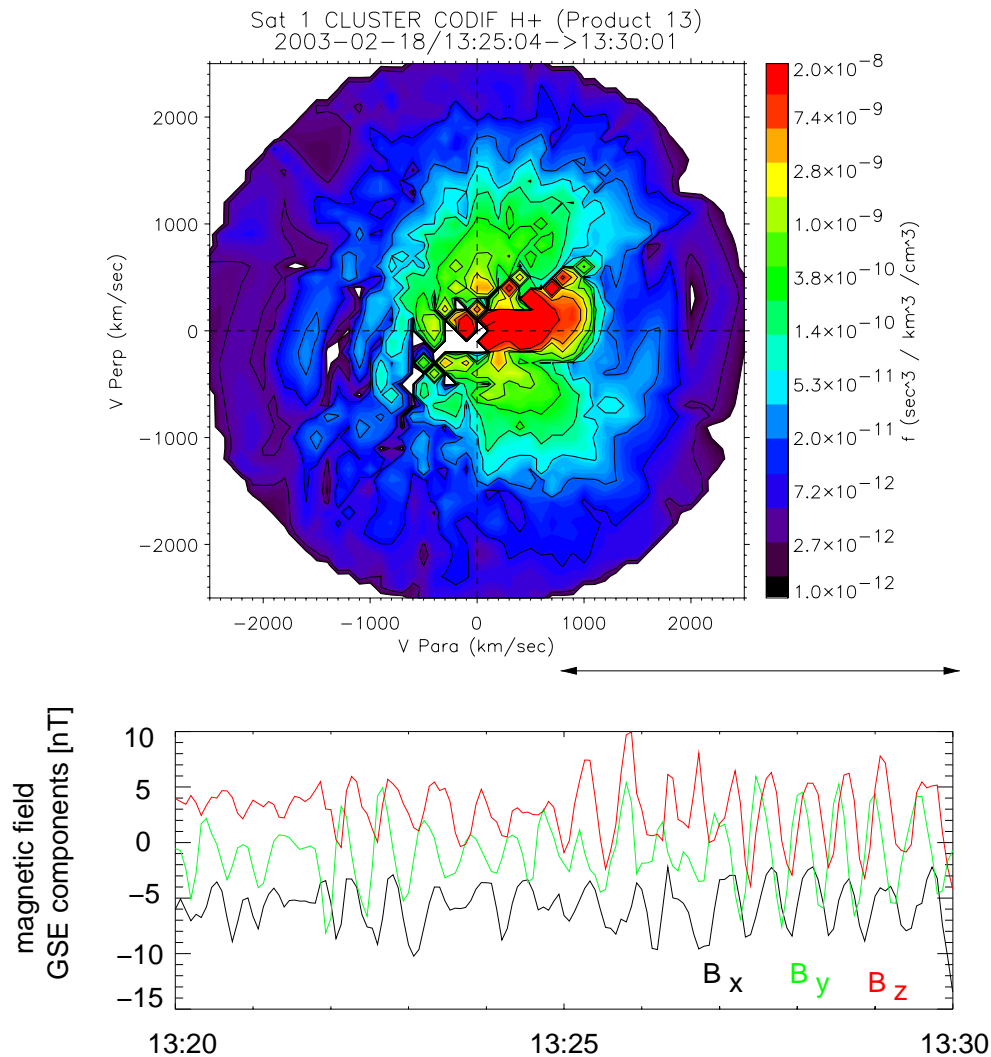 Sat 1 CLUSTER CODIF H+ (Product 13)
2003-02-18/13:25:04->13:30:01
2000
1000
0
-1000
-2000
V Perp (km/sec)
-2000 -1000 0 1000 2000
V Para (km/sec)
2.0×10⁻⁸
7.4×10⁻⁹
2.8×10⁻⁹
1.0×10⁻⁹
3.8×10⁻¹⁰
1.4×10⁻¹⁰
5.3×10⁻¹¹
2.0×10⁻¹¹
7.2×10⁻¹²
2.7×10⁻¹²
1.0×10⁻¹²
f (sec^3 / km^3 /cm^3)
magnetic field
GSE components [nT]
10
5
0
−5
−10
−15
B x B y B z
13:20 13:25 13:30